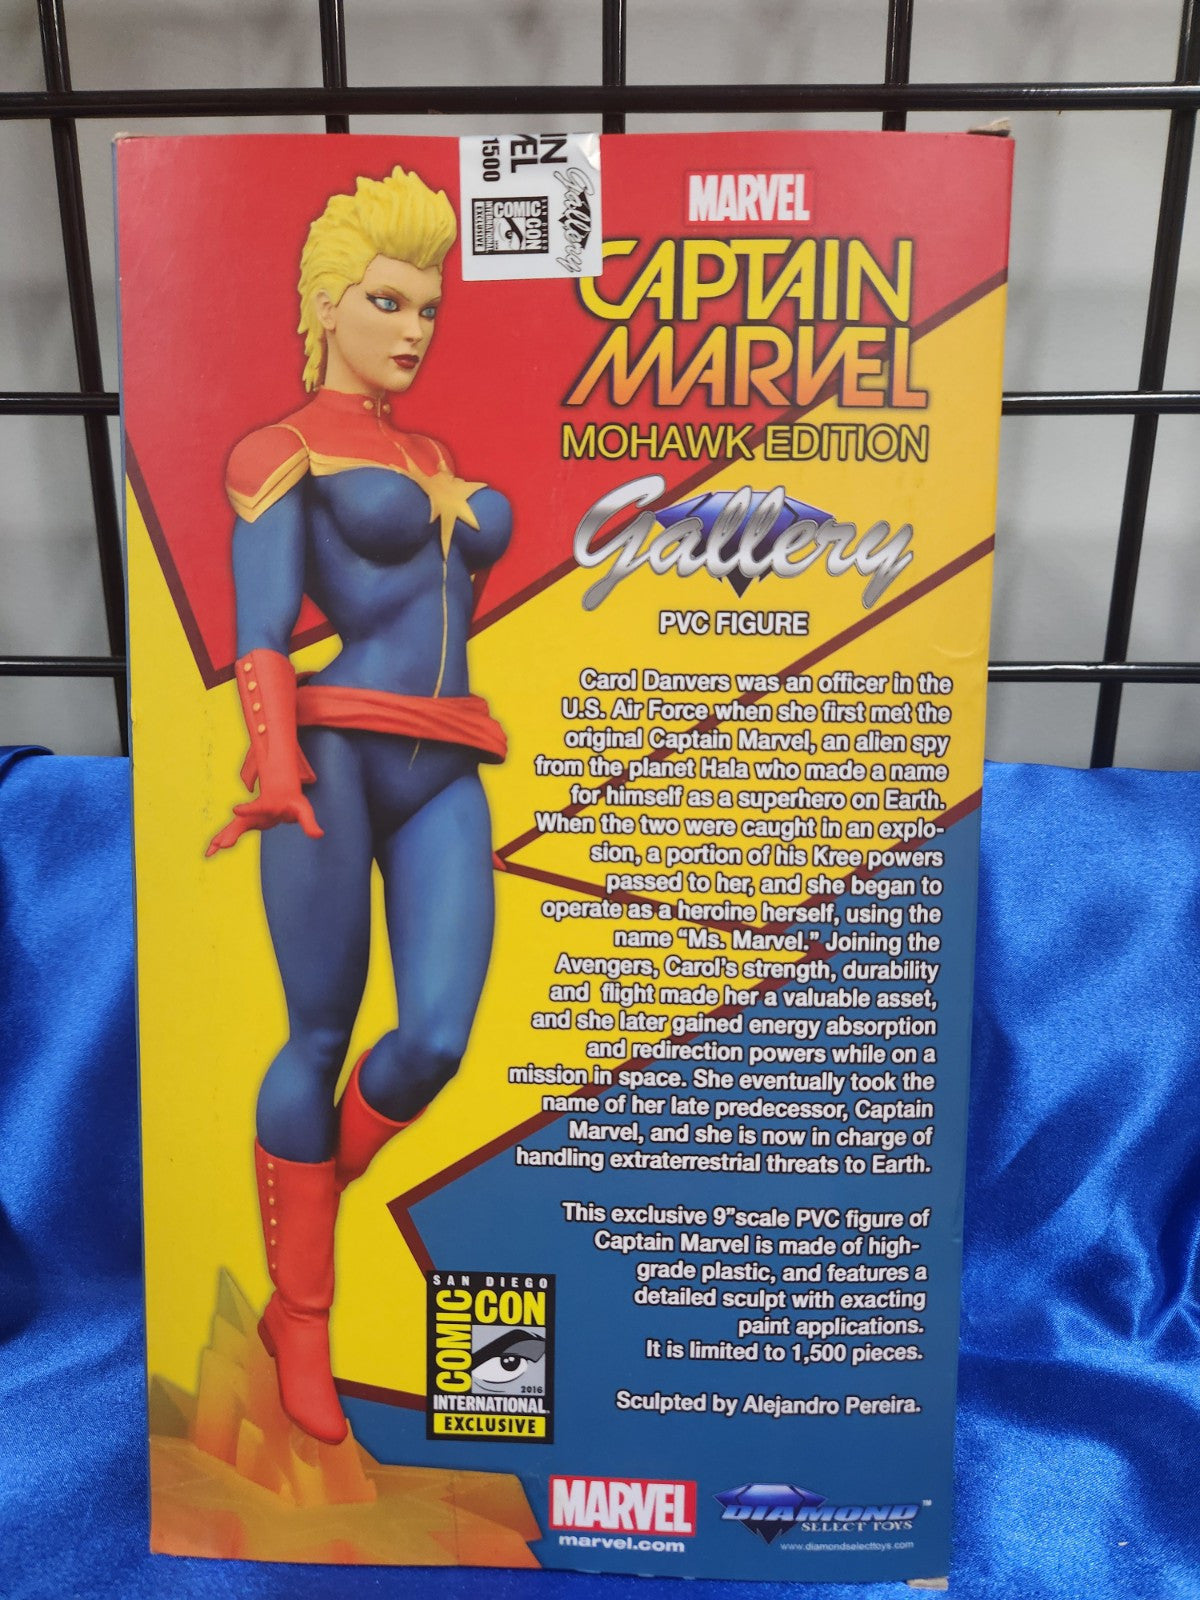 IN
EL
1500
Gallery
COMIC CON
SAN DIEGO
INTERNATIONAL
EXCLUSIVE
MARVEL
CAPTAIN
MARVEL
MOHAWK EDITION
Gallery
PVC FIGURE
Carol Danvers was an officer in the
U.S. Air Force when she first met the
original Captain Marvel, an alien spy
from the planet Hala who made a name
for himself as a superhero on Earth.
When the two were caught in an explo-
sion, a portion of his Kree powers
passed to her, and she began to
operate as a heroine herself, using the
name “Ms. Marvel.” Joining the
Avengers, Carol's strength, durability
and flight made her a valuable asset,
and she later gained energy absorption
and redirection powers while on a
mission in space. She eventually took the
name of her late predecessor, Captain
Marvel, and she is now in charge of
handling extraterrestrial threats to Earth.
This exclusive 9”scale PVC figure of
Captain Marvel is made of high-
grade plastic, and features a
detailed sculpt with exacting
paint applications.
It is limited to 1,500 pieces.
Sculpted by Alejandro Pereira.
SAN DIEGO
COMIC CON
2016
INTERNATIONAL®
EXCLUSIVE
MARVEL
marvel.com
DIAMOND™
SELECT TOYS
www.diamondselecttoys.com